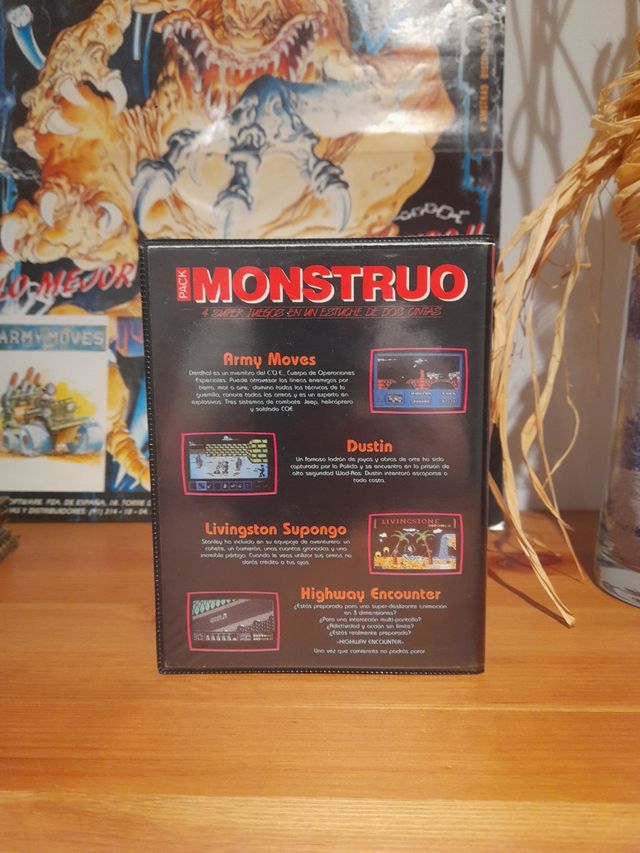 LO MEJOR
ARMY MOVES
PACK
MONSTRUO
4 SUPER JUEGOS EN UN ESTUCHE DE DOS CINTAS
Army Moves
Derdhal es un miembro del C.O.E., Cuerpo de Operaciones
Especiales. Puede atravesar las líneas enemigas por
tierra, mar o aire, domina todas las técnicas de la
guerrilla, conoce todas las armas y es un experto en
explosivos. Tres sistemas de combate: Jeep, helicóptero
y soldado COE
Dustin
Un famoso ladrón de joyas y obras de arte ha sido
capturado por la Policía y se encuentra en la prisión de
alta seguridad Wad-Ras. Dustin intentará escaparse a
toda costa.
Livingston Supongo
Stanley ha incluido en su equipaje de aventurero: un
cohete, un bumerán, unas cuantas granadas y una
increíble pértiga. Cuando le veas utilizar sus armas no
darás crédito a tus ojos.
LIVINGSTONE
Highway Encounter
¿Estás preparado para una super-deslizante animación
en 3 dimensiones?
¿Para una interacción multi-pantalla?
¿Adictividad y acción sin límite?
¿Estás realmente preparado?
-HIGHWAY ENCOUNTER-
Una vez que comiences no podrás parar.
OFTWARE PZA. DE ESPAÑA, 18. TORRE D